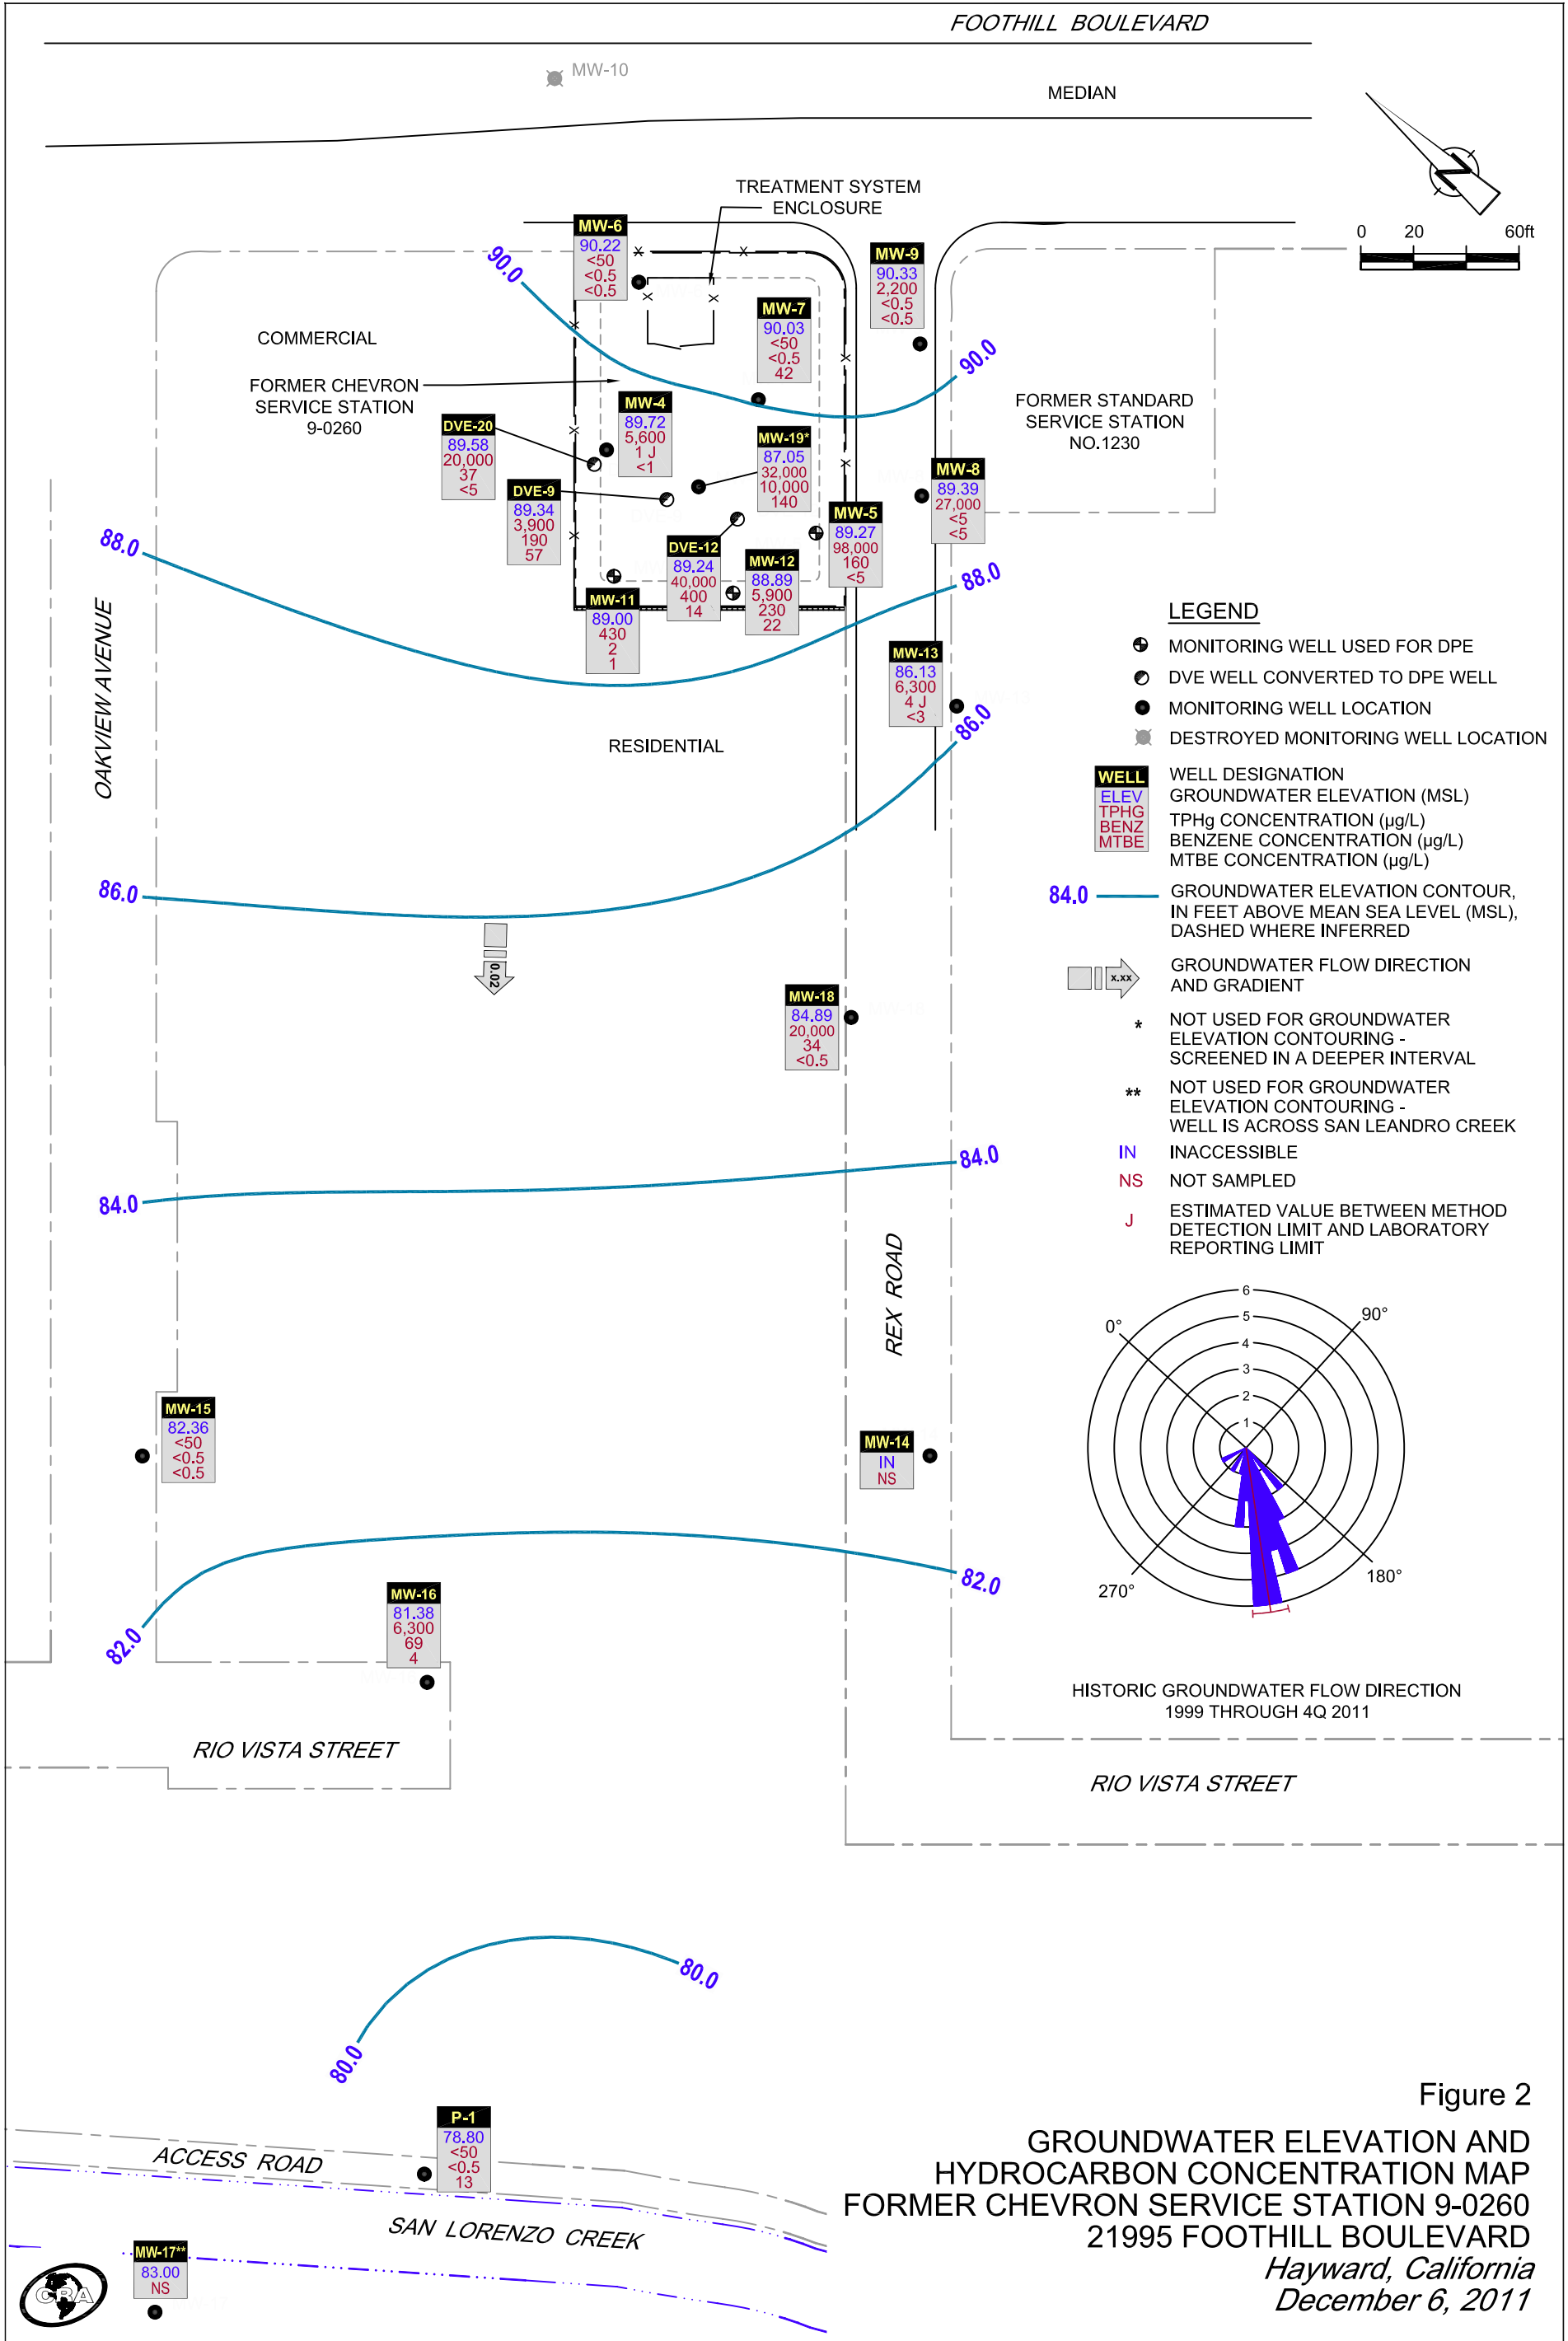 FOOTHILL BOULEVARD
MW-10
MEDIAN
TREATMENT SYSTEM
ENCLOSURE
0 20 60ft
MW-6
90.22
<50
<0.5
<0.5
MW-9
90.33
2,200
<0.5
<0.5
90.0
MW-7
90.03
<50
<0.5
42
COMMERCIAL
FORMER CHEVRON
SERVICE STATION
9-0260
90.0
FORMER STANDARD
SERVICE STATION
NO.1230
MW-4
89.72
5,600
1 J
<1
DVE-20
89.58
20,000
37
<5
MW-19*
87.05
32,000
10,000
140
MW-8
89.39
27,000
<5
<5
DVE-9
89.34
3,900
190
57
MW-5
89.27
98,000
160
<5
DVE-12
89.24
40,000
400
14
MW-12
88.89
5,900
230
22
MW-11
89.00
430
2
1
88.0
88.0
OAKVIEW AVENUE
MW-13
86.13
6,300
4 J
<3
RESIDENTIAL
86.0
86.0
0.02
MW-18
84.89
20,000
34
<0.5
84.0
84.0
REX ROAD
MW-15
82.36
<50
<0.5
<0.5
MW-14
IN
NS
82.0
82.0
MW-16
81.38
6,300
69
4
RIO VISTA STREET
RIO VISTA STREET
80.0
80.0
P-1
78.80
<50
<0.5
13
ACCESS ROAD
SAN LORENZO CREEK
MW-17**
83.00
NS
CRA
LEGEND
MONITORING WELL USED FOR DPE
DVE WELL CONVERTED TO DPE WELL
MONITORING WELL LOCATION
DESTROYED MONITORING WELL LOCATION
WELL WELL DESIGNATION
ELEV GROUNDWATER ELEVATION (MSL)
TPHG TPHg CONCENTRATION (µg/L)
BENZ BENZENE CONCENTRATION (µg/L)
MTBE MTBE CONCENTRATION (µg/L)
84.0 GROUNDWATER ELEVATION CONTOUR,
IN FEET ABOVE MEAN SEA LEVEL (MSL),
DASHED WHERE INFERRED
x.xx GROUNDWATER FLOW DIRECTION
AND GRADIENT
* NOT USED FOR GROUNDWATER
ELEVATION CONTOURING -
SCREENED IN A DEEPER INTERVAL
** NOT USED FOR GROUNDWATER
ELEVATION CONTOURING -
WELL IS ACROSS SAN LEANDRO CREEK
IN INACCESSIBLE
NS NOT SAMPLED
J ESTIMATED VALUE BETWEEN METHOD
DETECTION LIMIT AND LABORATORY
REPORTING LIMIT
6
5
4
3
2
1
0°
90°
180°
270°
HISTORIC GROUNDWATER FLOW DIRECTION
1999 THROUGH 4Q 2011
Figure 2
GROUNDWATER ELEVATION AND
HYDROCARBON CONCENTRATION MAP
FORMER CHEVRON SERVICE STATION 9-0260
21995 FOOTHILL BOULEVARD
Hayward, California
December 6, 2011